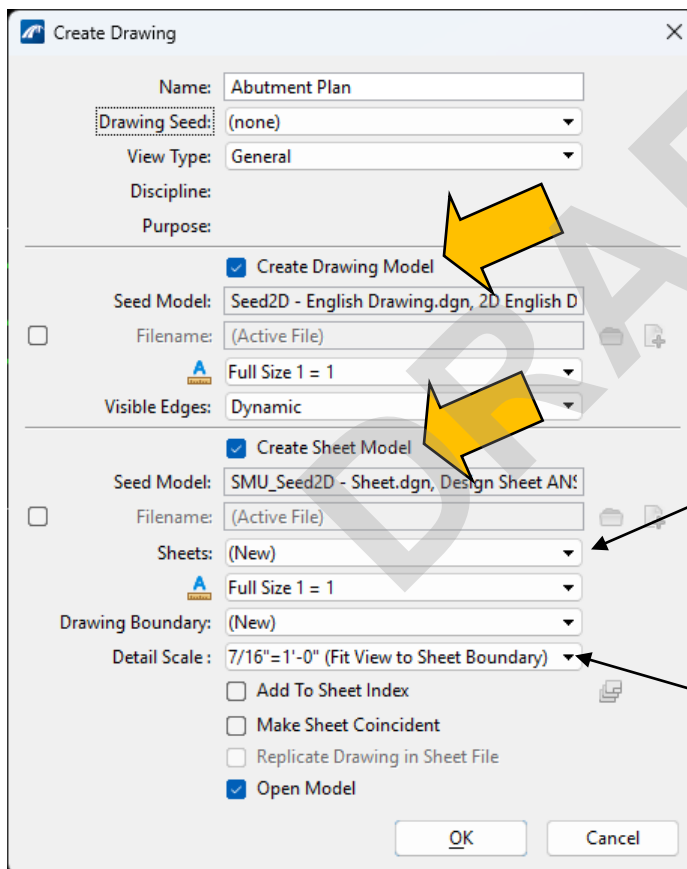 Create Drawing
Name: Abutment Plan
Drawing Seed: (none)
View Type: General
Discipline:
Purpose:
Create Drawing Model
Seed Model: Seed2D - English Drawing.dgn, 2D English D
Filename: (Active File)
A Full Size 1 = 1
Visible Edges: Dynamic
Create Sheet Model
Seed Model: SMU_Seed2D - Sheet.dgn, Design Sheet ANS
Filename: (Active File)
Sheets: (New)
A Full Size 1 = 1
Drawing Boundary: (New)
Detail Scale : 7/16"=1'-0" (Fit View to Sheet Boundary)
Add To Sheet Index
Make Sheet Coincident
Replicate Drawing in Sheet File
Open Model
OK Cancel
DRA